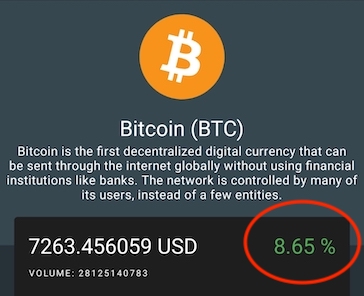 Bitcoin (BTC)
Bitcoin is the first decentralized digital currency that can
be sent through the internet globally without using financial
institutions like banks. The network is controlled by many of
its users, instead of a few entities.
7263.456059 USD 8.65 %
VOLUME: 28125140783